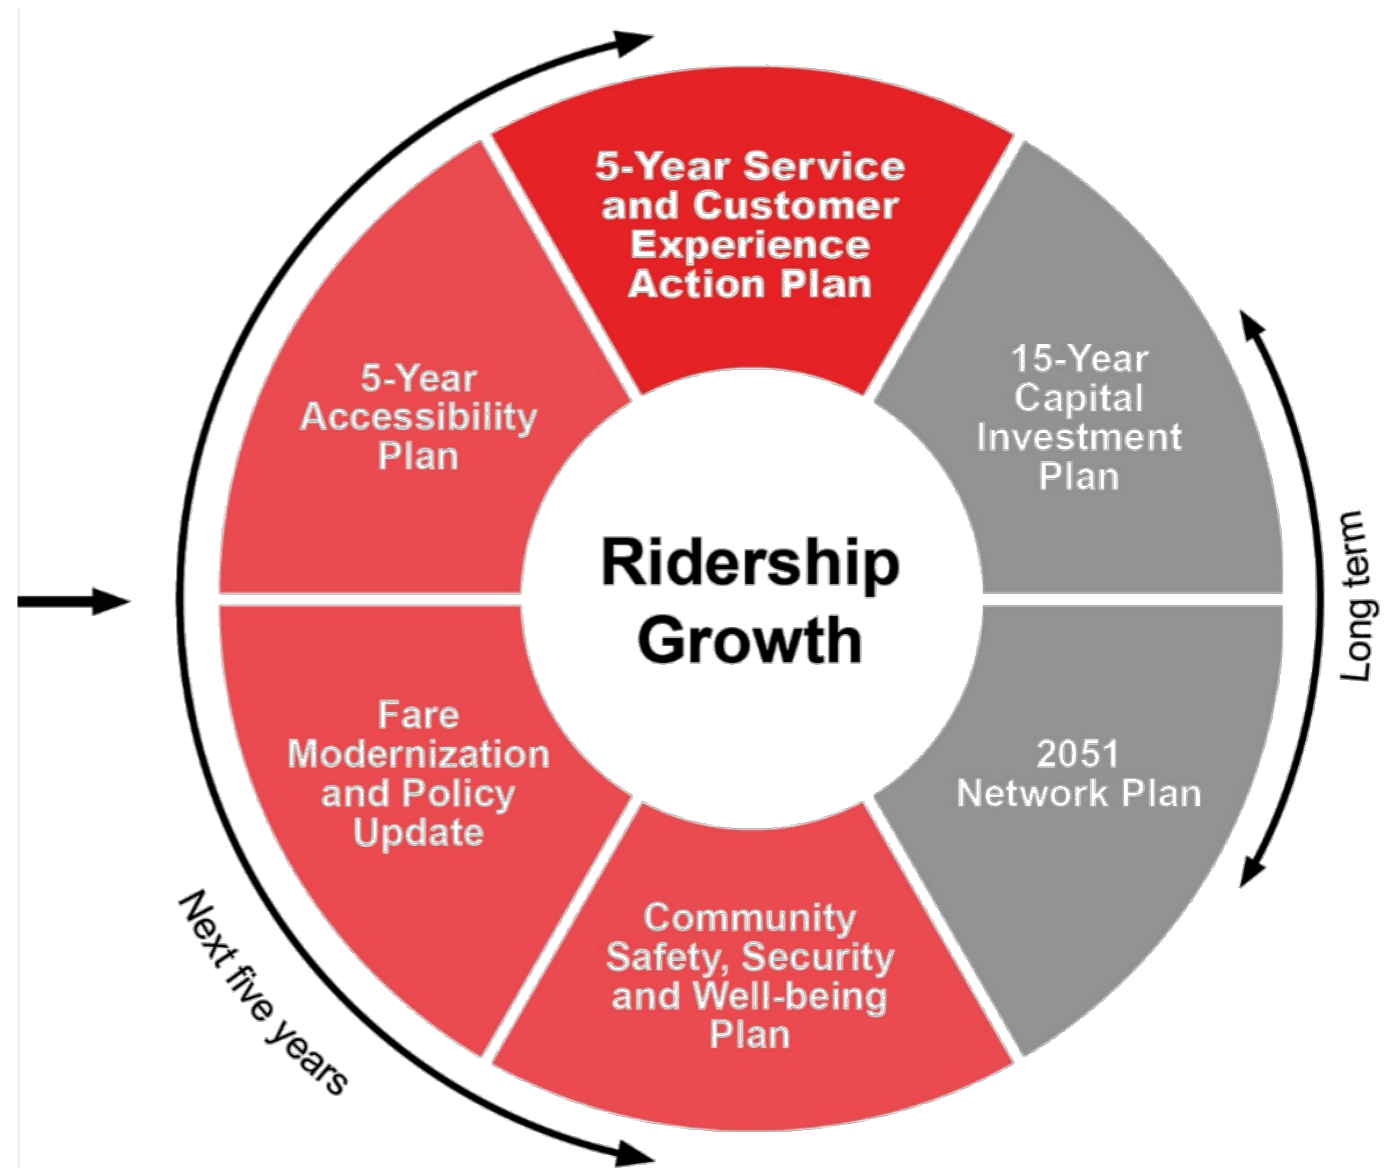 5-Year Service
and Customer
Experience
Action Plan
15-Year
Capital
Investment
Plan
2051
Network Plan
Community
Safety, Security
and Well-being
Plan
Fare
Modernization
and Policy
Update
5-Year
Accessibility
Plan
Ridership
Growth
Next five years
Long term